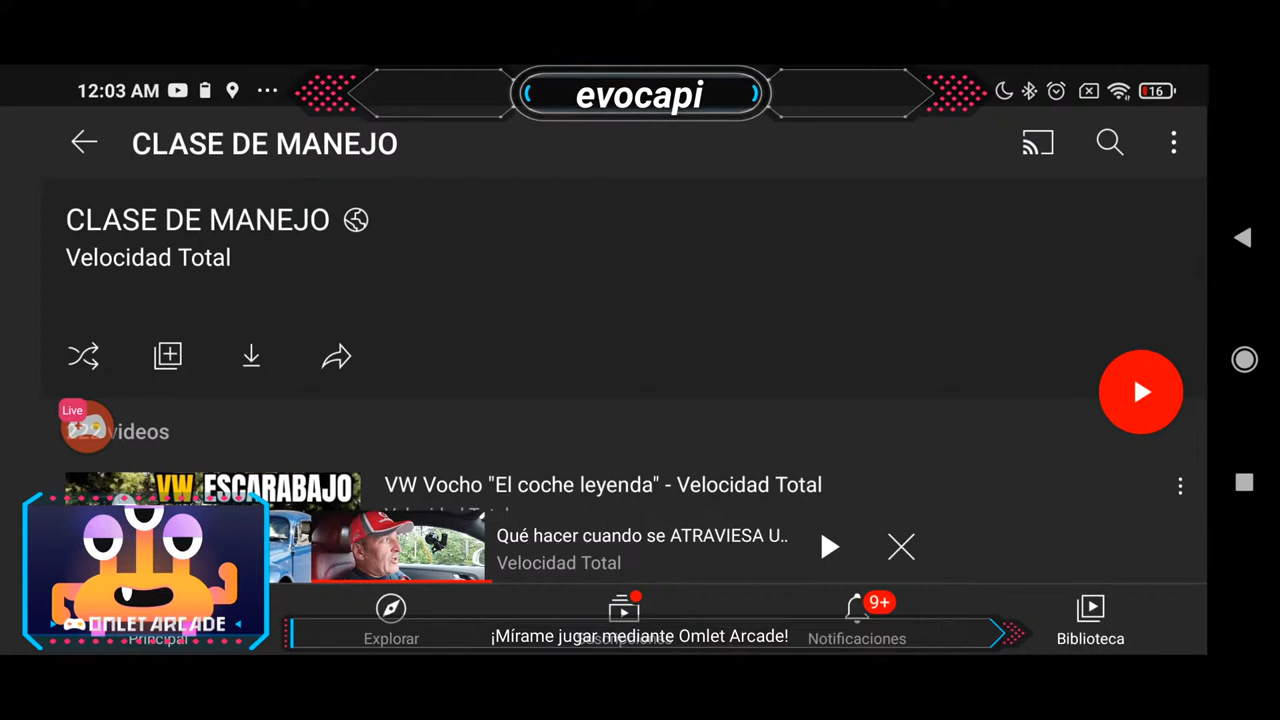 12:03 AM
evocapi
16
CLASE DE MANEJO
CLASE DE MANEJO
Velocidad Total
Live
videos
VW ESCARABAJO
VW Vocho "El coche leyenda" - Velocidad Total
Qué hacer cuando se ATRAVIESA U..
Velocidad Total
OMLET ARCADE
Principal
Explorar
¡Mírame jugar mediante Omlet Arcade!
9+
Notificaciones
Biblioteca